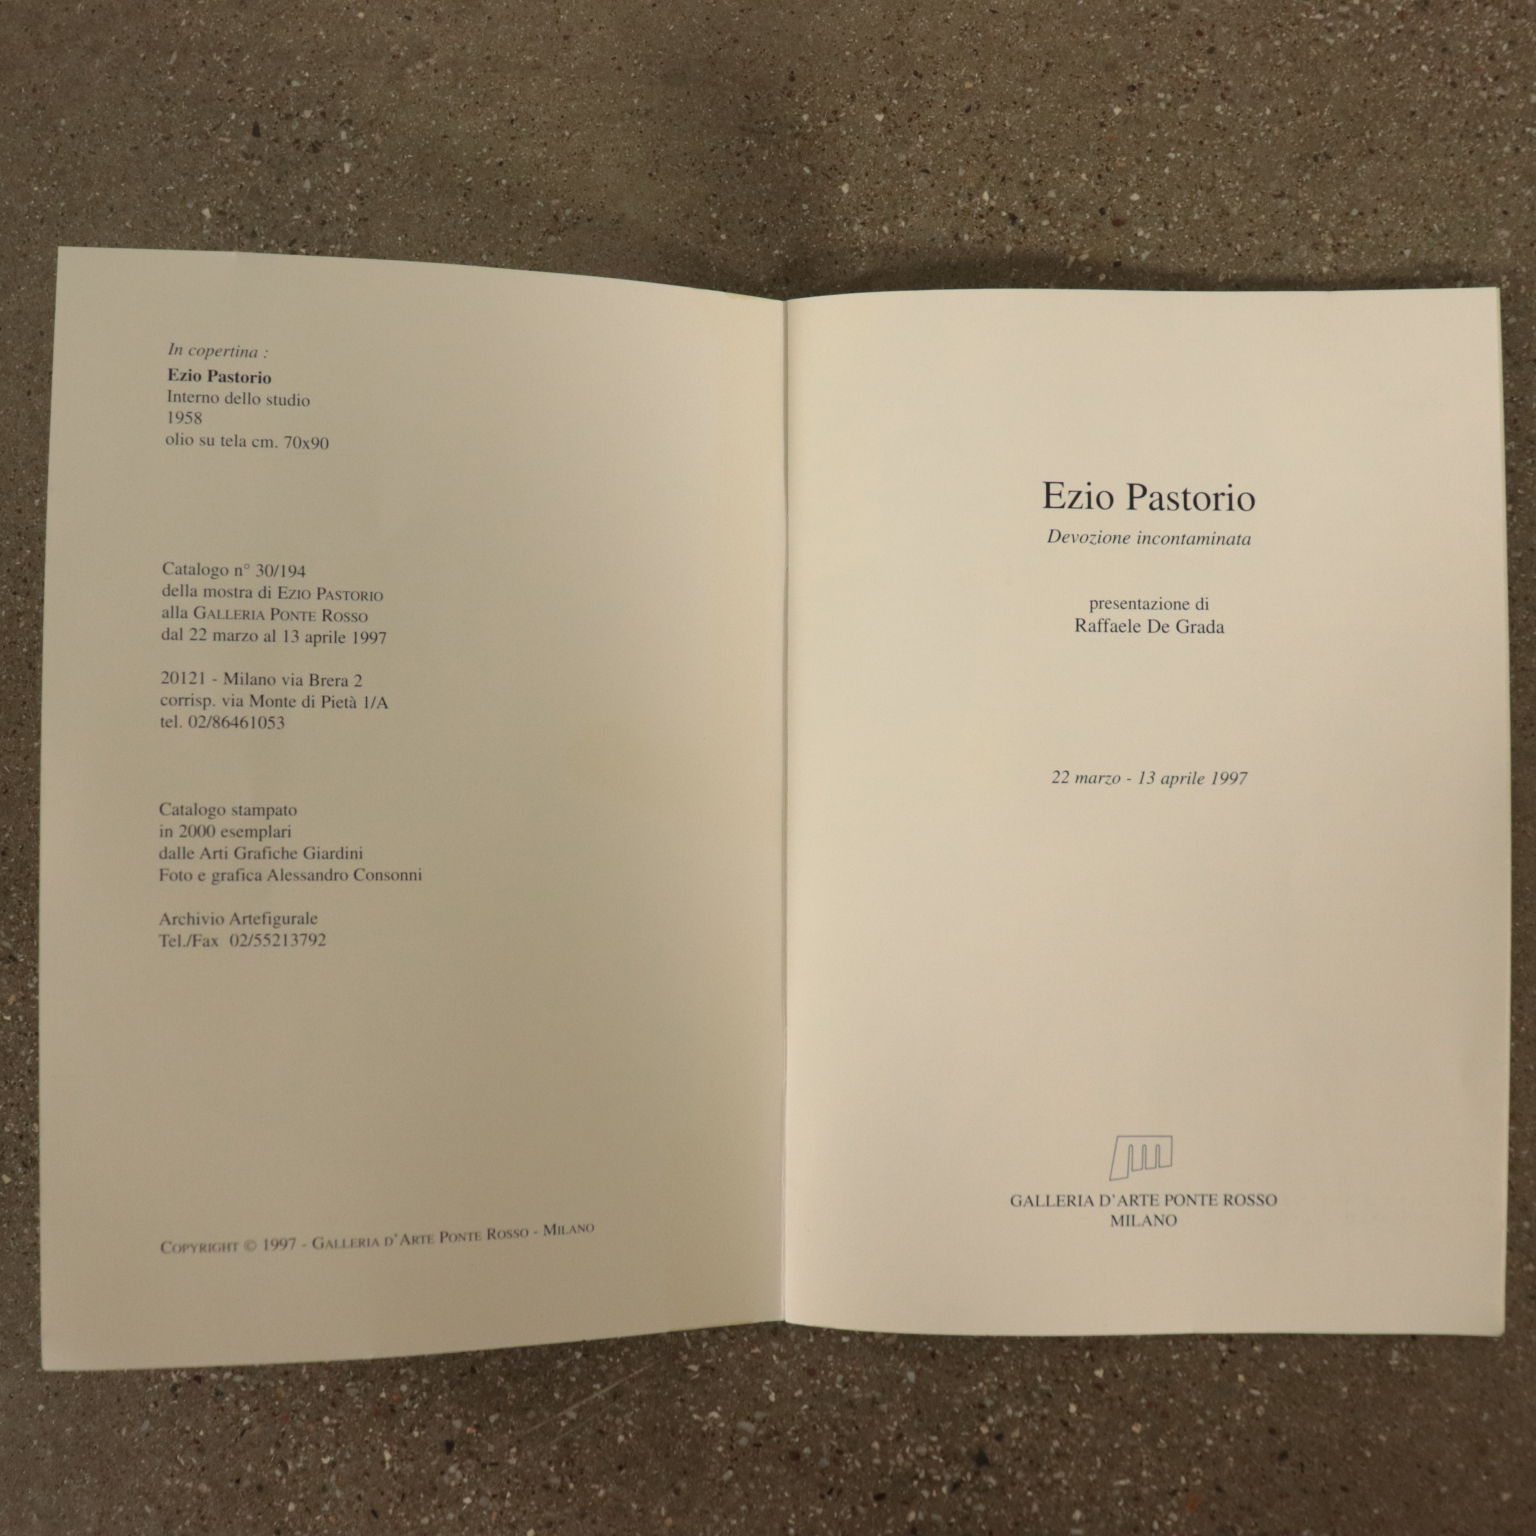 In copertina :
Ezio Pastorio
Interno dello studio
1958
olio su tela cm. 70x90
Catalogo n° 30/194
della mostra di EZIO PASTORIO
alla GALLERIA PONTE ROSSO
dal 22 marzo al 13 aprile 1997
20121 - Milano via Brera 2
corrisp. via Monte di Pietà 1/A
tel. 02/86461053
Catalogo stampato
in 2000 esemplari
dalle Arti Grafiche Giardini
Foto e grafica Alessandro Consonni
Archivio Artefigurale
Tel./Fax 02/55213792
COPYRIGHT © 1997 - GALLERIA D'ARTE PONTE ROSSO - MILANO
Ezio Pastorio
Devozione incontaminata
presentazione di
Raffaele De Grada
22 marzo - 13 aprile 1997
GALLERIA D'ARTE PONTE ROSSO
MILANO